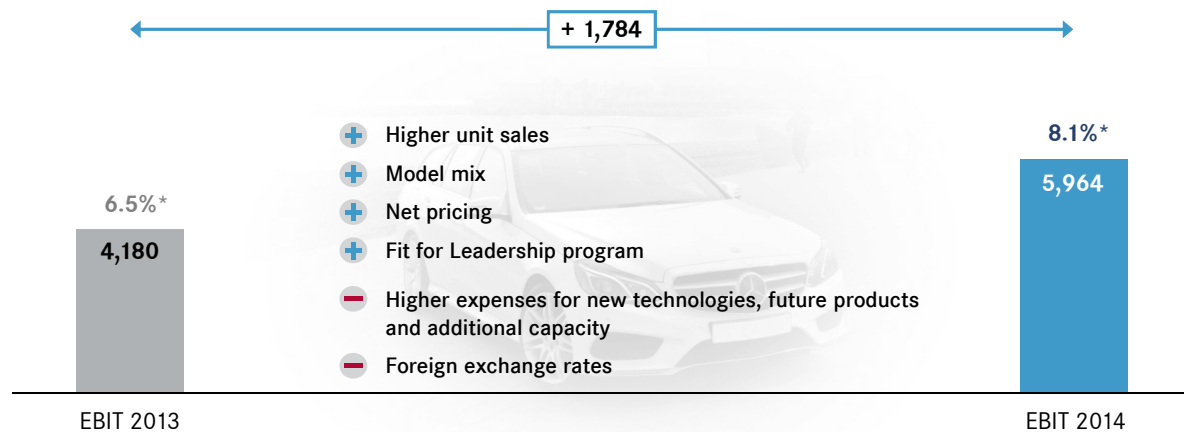 + 1,784
Higher unit sales
8.1%*
Model mix
5,964
6.5%*
Net pricing
4,180
Fit for Leadership program
Higher expenses for new technologies, future products
and additional capacity
Foreign exchange rates
EBIT 2013
EBIT 2014